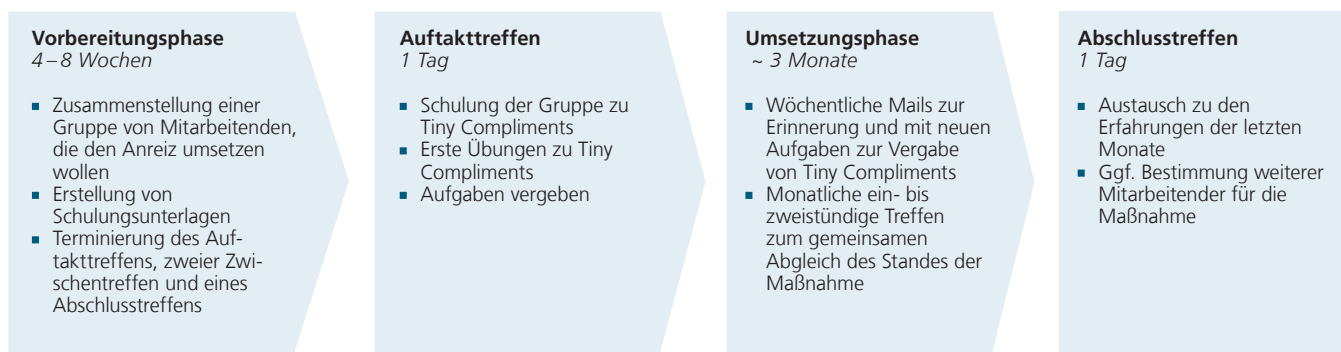 Vorbereitungsphase
4–8 Wochen
▪ Zusammenstellung einer
Gruppe von Mitarbeitenden,
die den Anreiz umsetzen
wollen
▪ Erstellung von
Schulungsunterlagen
▪ Terminierung des Auf-
takttreffens, zweier Zwi-
schentreffen und eines
Abschlusstreffens
Auftakttreffen
1 Tag
▪ Schulung der Gruppe zu
Tiny Compliments
▪ Erste Übungen zu Tiny
Compliments
▪ Aufgaben vergeben
Umsetzungsphase
~ 3 Monate
▪ Wöchentliche Mails zur
Erinnerung und mit neuen
Aufgaben zur Vergabe
von Tiny Compliments
▪ Monatliche ein- bis
zweistündige Treffen
zum gemeinsamen
Abgleich des Standes der
Maßnahme
Abschlusstreffen
1 Tag
▪ Austausch zu den
Erfahrungen der letzten
Monate
▪ Ggf. Bestimmung weiterer
Mitarbeitender für die
Maßnahme